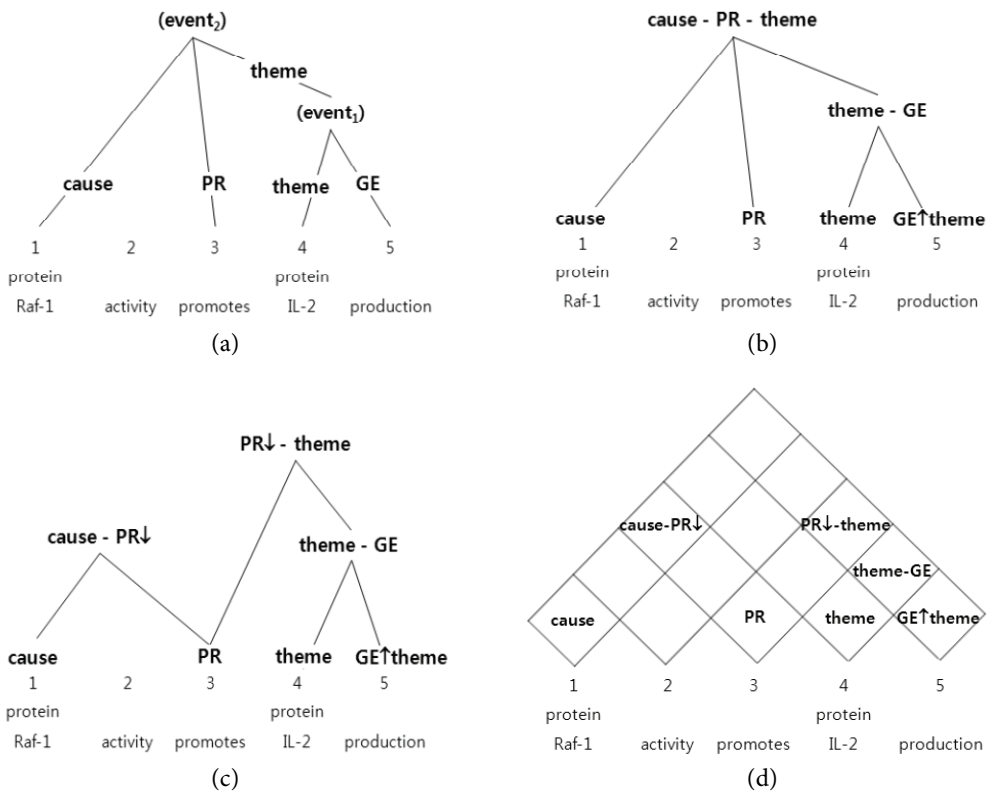 (event₂)
theme
(event₁)
cause PR theme GE
1 2 3 4 5
protein protein
Raf-1 activity promotes IL-2 production
(a)
cause - PR - theme
theme - GE
cause PR theme GE↑theme
1 2 3 4 5
protein protein
Raf-1 activity promotes IL-2 production
(b)
PR↓ - theme
cause - PR↓ theme - GE
cause PR theme GE↑theme
1 2 3 4 5
protein protein
Raf-1 activity promotes IL-2 production
(c)
cause-PR↓ PR↓-theme
theme-GE
cause PR theme GE↑theme
1 2 3 4 5
protein protein
Raf-1 activity promotes IL-2 production
(d)